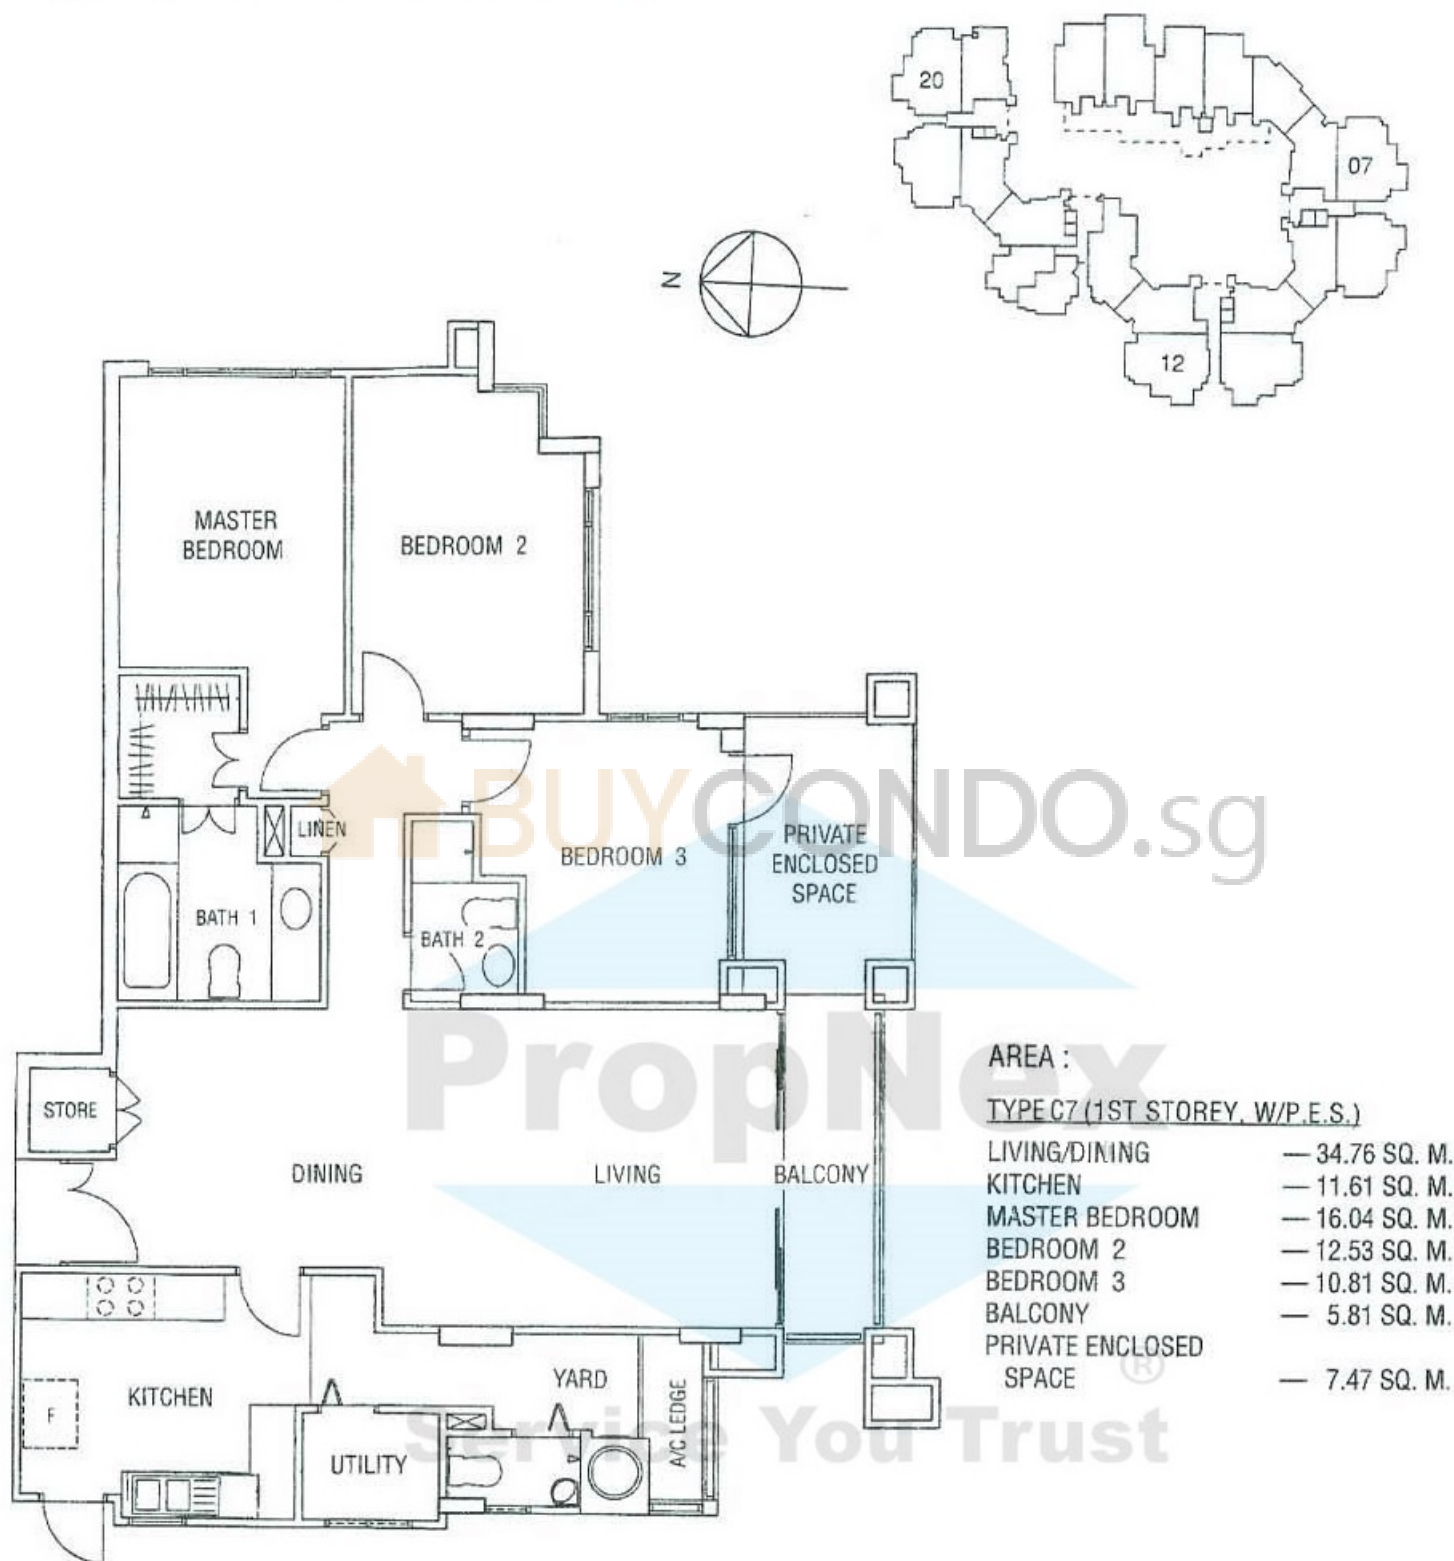 20
07
12
N
MASTER
BEDROOM
BEDROOM 2
BUYCONDO.sg
LINEN
BEDROOM 3
PRIVATE
ENCLOSED
SPACE
BATH 1
BATH 2
PropNex
STORE
DINING
LIVING
BALCONY
KITCHEN
F
YARD
UTILITY
A/C LEDGE
®
Service You Trust
AREA :
TYPE C7 (1ST STOREY, W/P.E.S.)
LIVING/DINING — 34.76 SQ. M.
KITCHEN — 11.61 SQ. M.
MASTER BEDROOM — 16.04 SQ. M.
BEDROOM 2 — 12.53 SQ. M.
BEDROOM 3 — 10.81 SQ. M.
BALCONY — 5.81 SQ. M.
PRIVATE ENCLOSED
SPACE — 7.47 SQ. M.